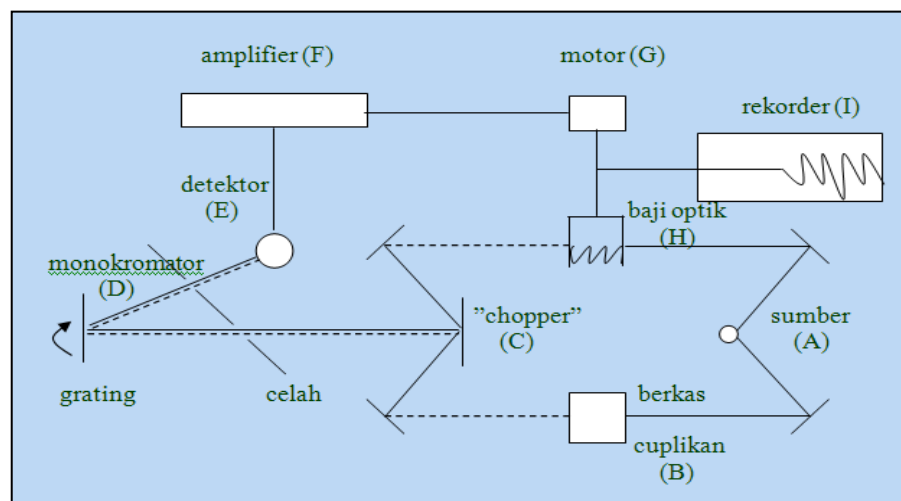 amplifier (F)
motor (G)
rekorder (I)
detektor
(E)
baji optik
(H)
monokromator
(D)
"chopper"
(C)
sumber
(A)
grating
celah
berkas
cuplikan
(B)